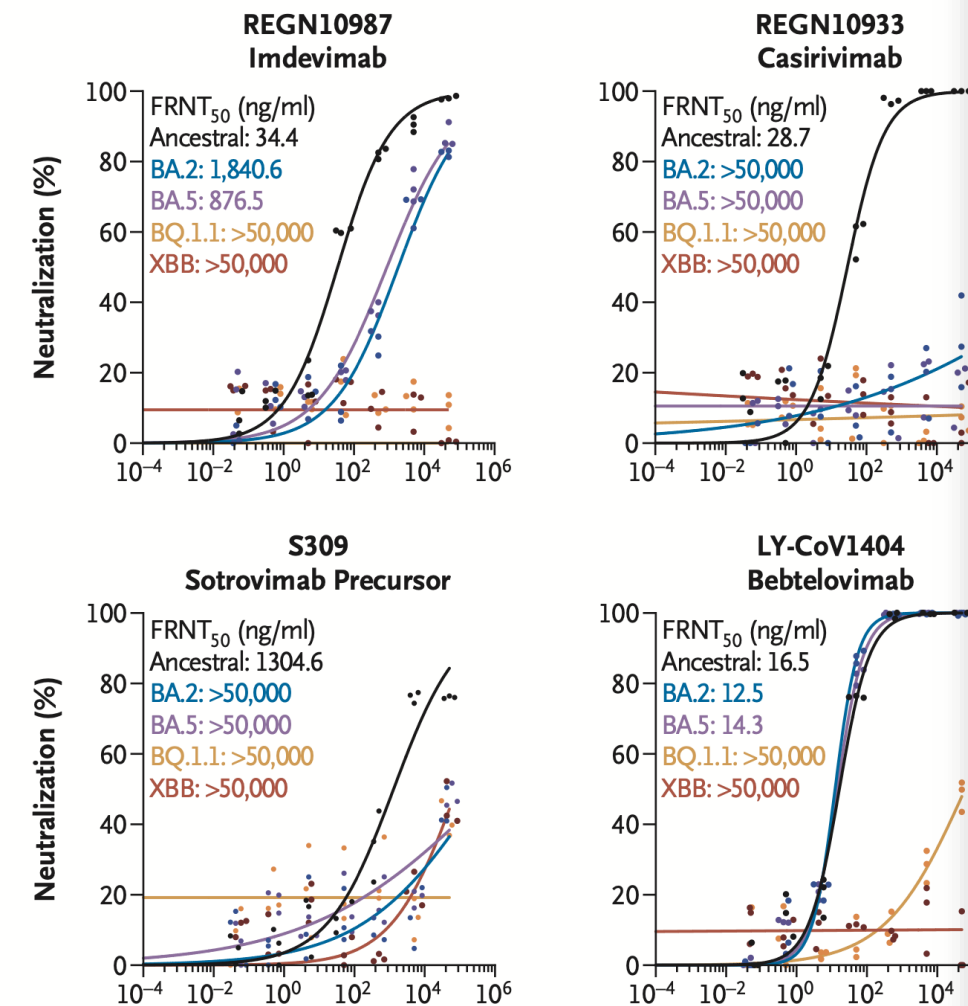 REGN10987
Imdevimab
REGN10933
Casirivimab
Neutralization (%)
100
80
60
40
20
0
FRNT50 (ng/ml)
Ancestral: 34.4
BA.2: 1,840.6
BA.5: 876.5
BQ.1.1: >50,000
XBB: >50,000
10−4 10−2 100 102 104 106
100
80
60
40
20
0
FRNT50 (ng/ml)
Ancestral: 28.7
BA.2: >50,000
BA.5: >50,000
BQ.1.1: >50,000
XBB: >50,000
10−4 10−2 100 102 104
S309
Sotrovimab Precursor
LY-CoV1404
Bebtelovimab
Neutralization (%)
100
80
60
40
20
0
FRNT50 (ng/ml)
Ancestral: 1304.6
BA.2: >50,000
BA.5: >50,000
BQ.1.1: >50,000
XBB: >50,000
10−4 10−2 100 102 104 106
100
80
60
40
20
0
FRNT50 (ng/ml)
Ancestral: 16.5
BA.2: 12.5
BA.5: 14.3
BQ.1.1: >50,000
XBB: >50,000
10−4 10−2 100 102 104